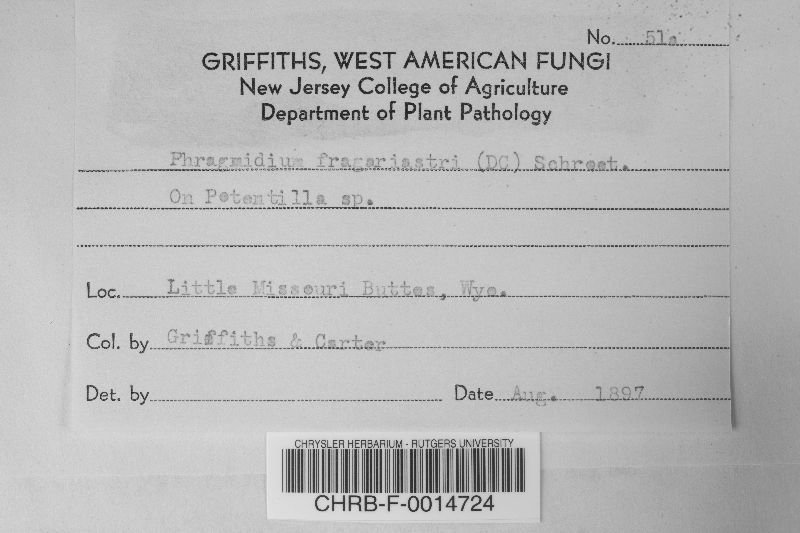 No. 51a
GRIFFITHS, WEST AMERICAN FUNGI
New Jersey College of Agriculture
Department of Plant Pathology
Phragmidium fragariastri (DC) Schroet.
On Potentilla sp.
Loc. Little Missouri Buttes, Wyo.
Col. by Griffiths & Carter
Det. by
Date Aug. 1897
CHRYSLER HERBARIUM - RUTGERS UNIVERSITY
CHRB-F-0014724